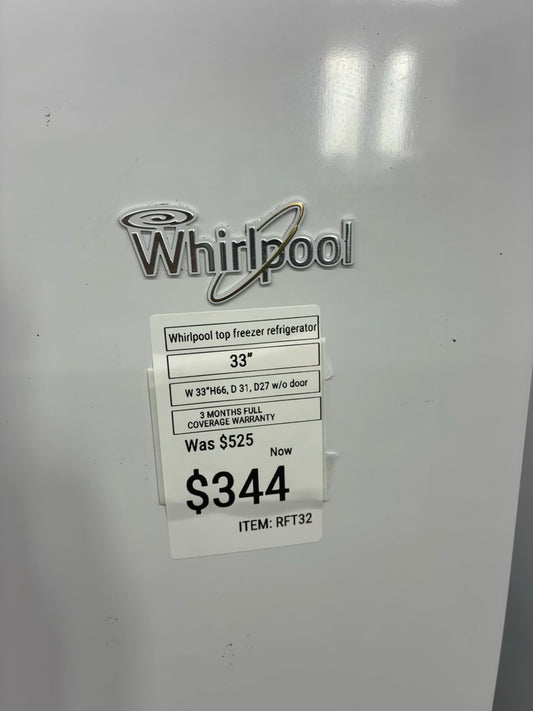 Whirlpool
Whirlpool top freezer refrigerator
33"
W 33"H66, D 31, D27 w/o door
3 MONTHS FULL
COVERAGE WARRANTY
Was $525
Now
$344
ITEM: RFT32